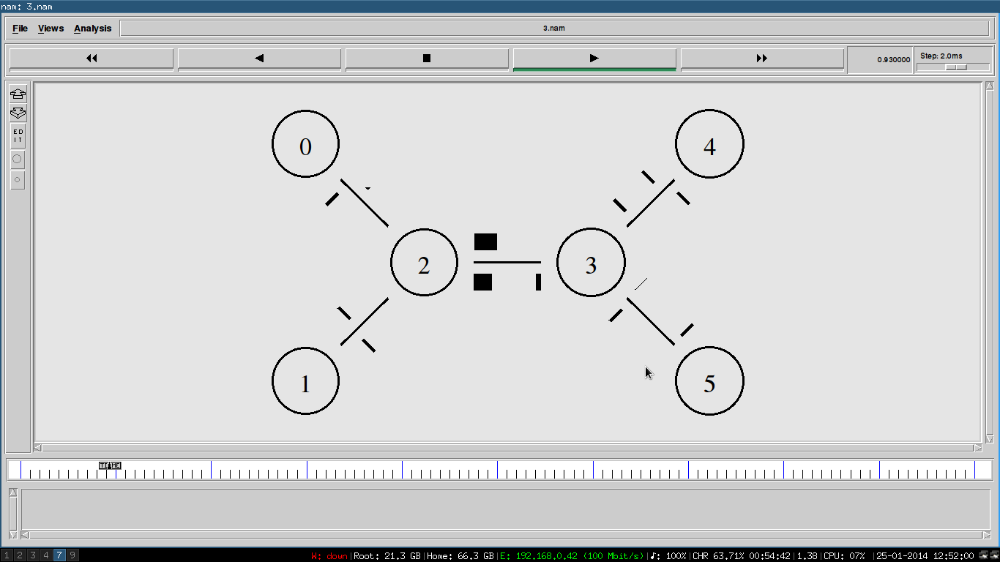 nam: 3.nam
File Views Analysis 3.nam
0.930000 Step: 2.0ms
ED
IT
0 4
2 3
1 5
TIME
1 2 3 4 7 9 W: down|Root: 21.3 GB|Home: 66.3 GB|E: 192.168.0.42 (100 Mbit/s)|♪: 100%|CHR 63.71% 00:54:42|1.38|CPU: 07% |25-01-2014 12:52:00